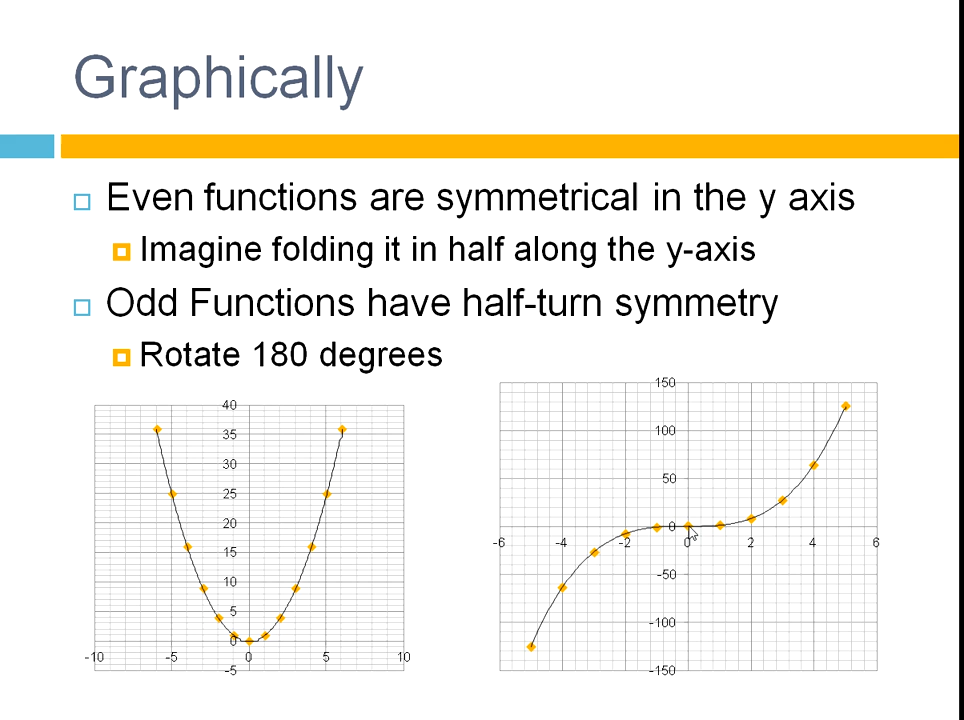 Graphically
Even functions are symmetrical in the y axis
Imagine folding it in half along the y-axis
Odd Functions have half-turn symmetry
Rotate 180 degrees
40
35
30
25
20
15
10
5
0
-5
-10 -5 0 5 10
150
100
50
0
-50
-100
-150
-6 -4 -2 0 2 4 6